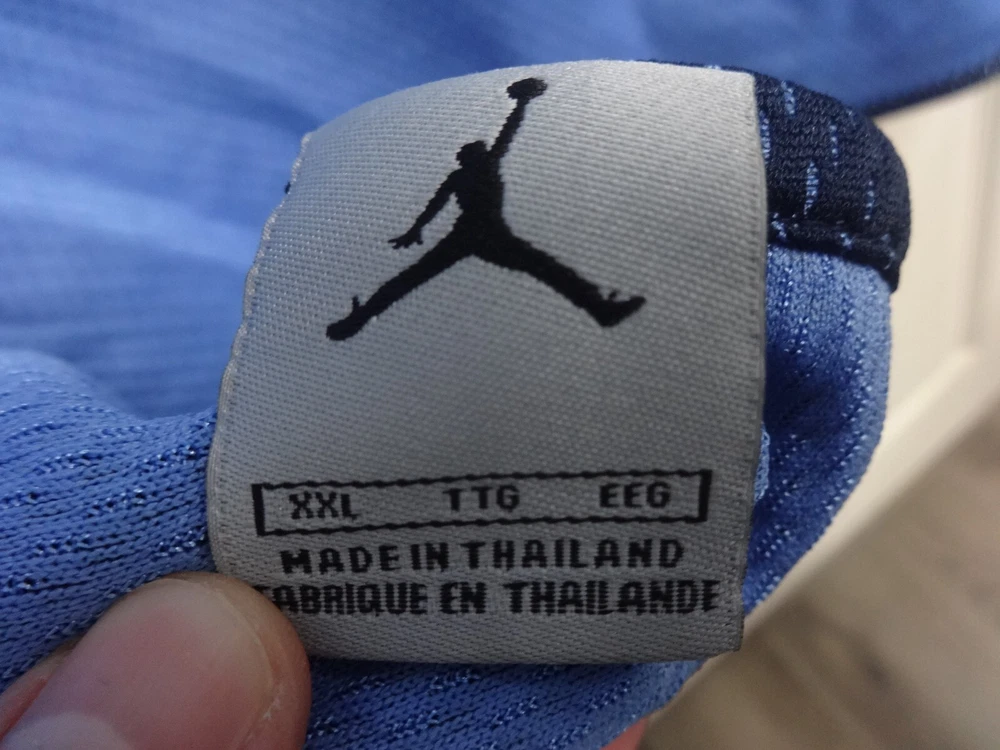 XXL TTG EEG
MADE IN THAILAND
FABRIQUE EN THAILANDE